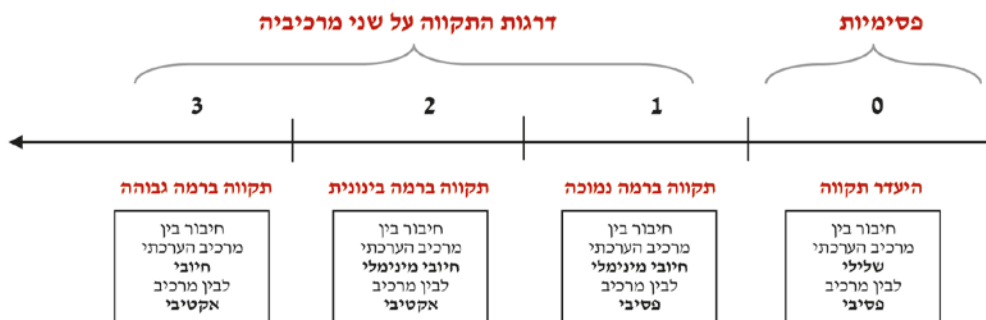 פסימיות
דרגות התקווה על שני מרכיביה
0
1
2
3
היעדר תקווה
תקווה ברמה נמוכה
תקווה ברמה בינונית
תקווה ברמה גבוהה
חיבור בין
מרכיב הערכתי
שלילי
לבין מרכיב
פסיבי
חיבור בין
מרכיב הערכתי
חיובי מינימלי
לבין מרכיב
פסיבי
חיבור בין
מרכיב הערכתי
חיובי מינימלי
לבין מרכיב
אקטיבי
חיבור בין
מרכיב הערכתי
חיובי
לבין מרכיב
אקטיבי